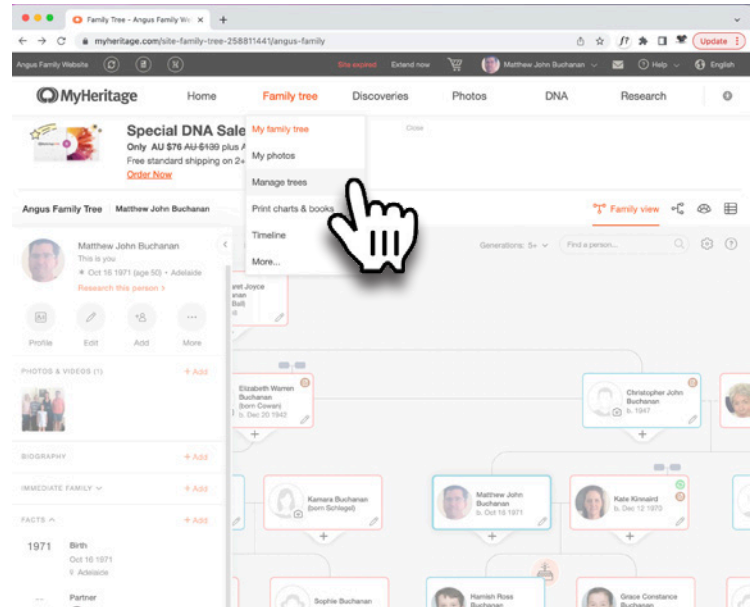 Family Tree - Angus Family We
myheritage.com/site-family-tree-258811441/angus-family
Update
Angus Family Website
Site expired Extend now
Matthew John Buchanan
Help
English
MyHeritage
Home Family tree Discoveries Photos DNA Research
Special DNA Sale
Only AU $76 AU $139 plus
Free standard shipping on 2+
Order Now
Close
My family tree
My photos
Manage trees
Print charts & books
Timeline
More...
Angus Family Tree Matthew John Buchanan
Family view
Matthew John Buchanan
This is you
Oct 16 1971 (age 50) • Adelaide
Research this person >
Generations: 5+
Find a person...
Profile Edit Add More
PHOTOS & VIDEOS (1) + Add
BIOGRAPHY + Add
IMMEDIATE FAMILY + Add
FACTS + Add
1971 Birth
Oct 16 1971
Adelaide
-- Partner
Joyce
Elizabeth Warren
Buchanan
(born Cowan)
b. Dec 20 1942
Christopher John
Buchanan
b. 1947
Kamara Buchanan
(born Schlagel)
Matthew John
Buchanan
b. Oct 16 1971
Kate Kinnaird
b. Dec 12 1970
Sophie Buchanan
Hamish Ross
Buchanan
Grace Constance
Buchanan